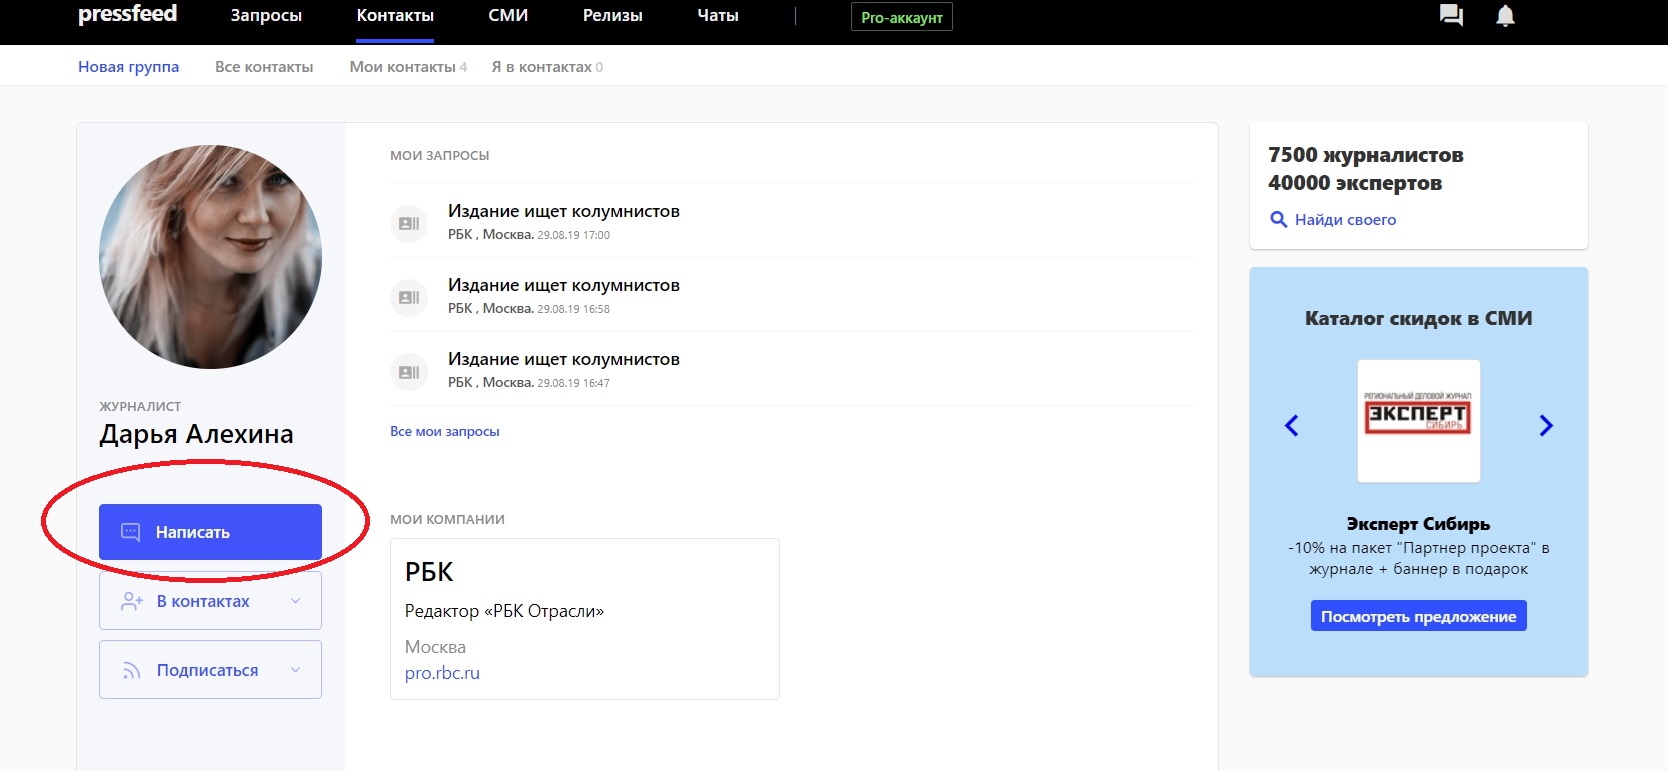 pressfeed
Запросы
Контакты
СМИ
Релизы
Чаты
Pro-аккаунт
Новая группа
Все контакты
Мои контакты 4
Я в контактах 0
ЖУРНАЛИСТ
Дарья Алехина
Написать
В контактах
Подписаться
МОИ ЗАПРОСЫ
Издание ищет колумнистов
РБК , Москва. 29.08.19 17:00
Издание ищет колумнистов
РБК , Москва. 29.08.19 16:58
Издание ищет колумнистов
РБК , Москва. 29.08.19 16:47
Все мои запросы
МОИ КОМПАНИИ
РБК
Редактор «РБК Отрасли»
Москва
pro.rbc.ru
7500 журналистов
40000 экспертов
Найди своего
Каталог скидок в СМИ
РЕГИОНАЛЬНЫЙ ДЕЛОВОЙ ЖУРНАЛ
ЭКСПЕРТ
СИБИРЬ
Эксперт Сибирь
-10% на пакет "Партнер проекта" в
журнале + баннер в подарок
Посмотреть предложение